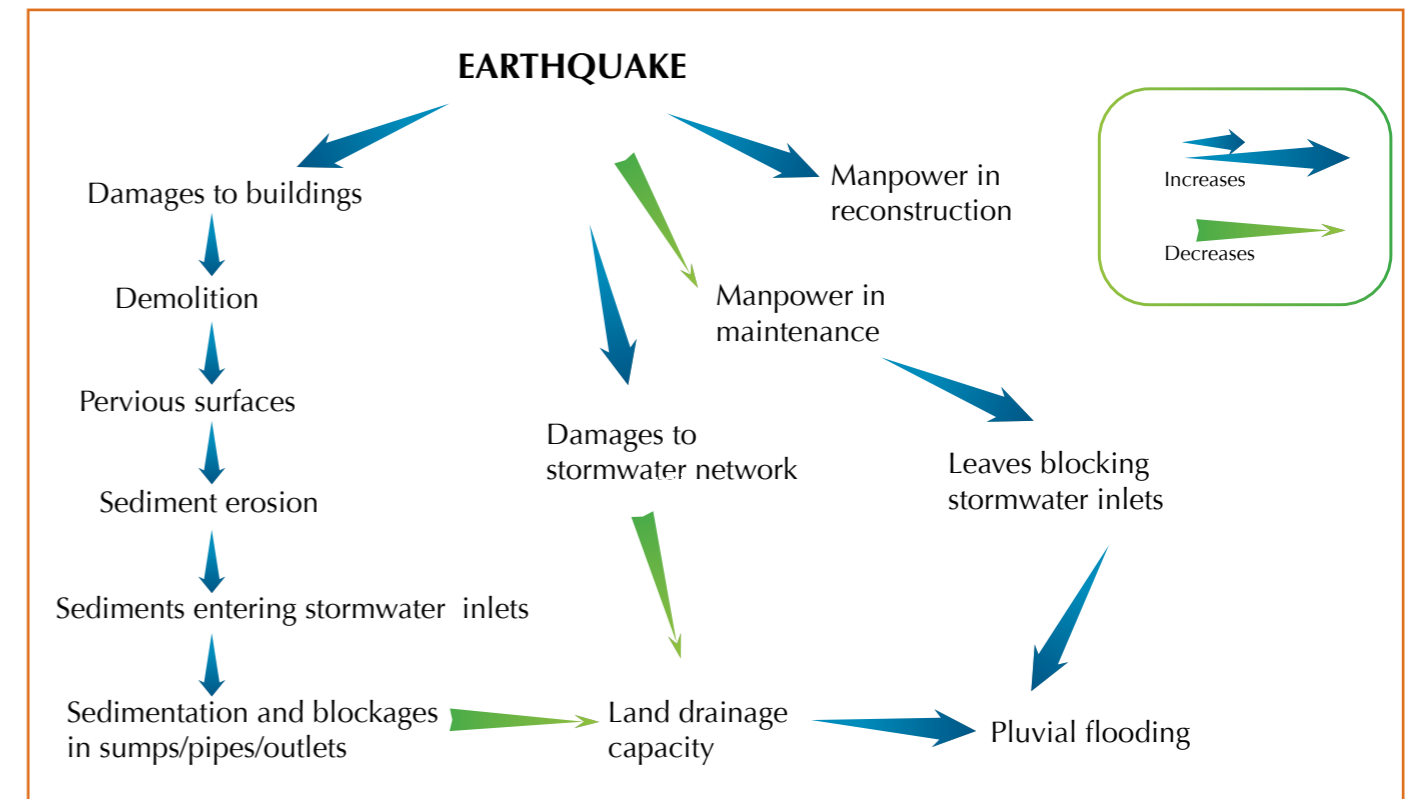 EARTHQUAKE
Increases
Decreases
Damages to buildings
Manpower in
reconstruction
Demolition
Manpower in
maintenance
Pervious surfaces
Damages to
stormwater network
Leaves blocking
stormwater inlets
Sediment erosion
Sediments entering stormwater inlets
Sedimentation and blockages
in sumps/pipes/outlets
Land drainage
capacity
Pluvial flooding